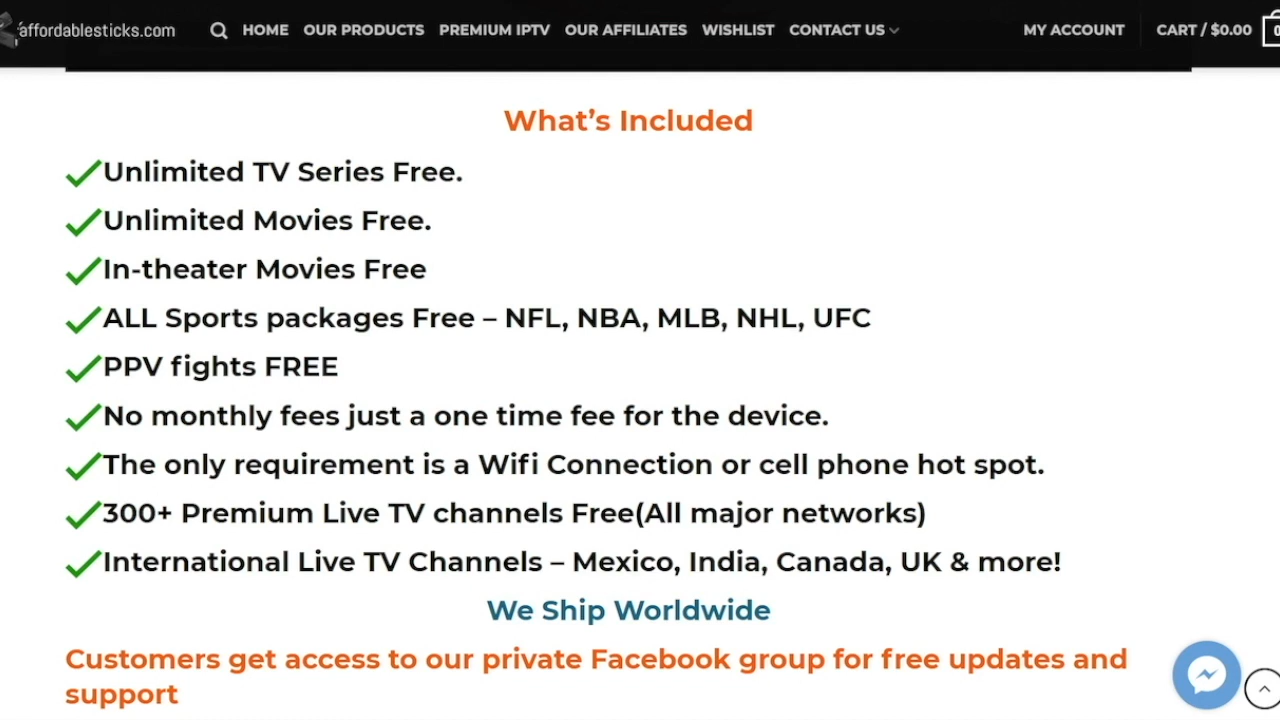 affordablesticks.com HOME OUR PRODUCTS PREMIUM IPTV OUR AFFILIATES WISHLIST CONTACT US MY ACCOUNT CART / $0.00 0
What's Included
Unlimited TV Series Free.
Unlimited Movies Free.
In-theater Movies Free
ALL Sports packages Free – NFL, NBA, MLB, NHL, UFC
PPV fights FREE
No monthly fees just a one time fee for the device.
The only requirement is a Wifi Connection or cell phone hot spot.
300+ Premium Live TV channels Free(All major networks)
International Live TV Channels – Mexico, India, Canada, UK & more!
We Ship Worldwide
Customers get access to our private Facebook group for free updates and
support